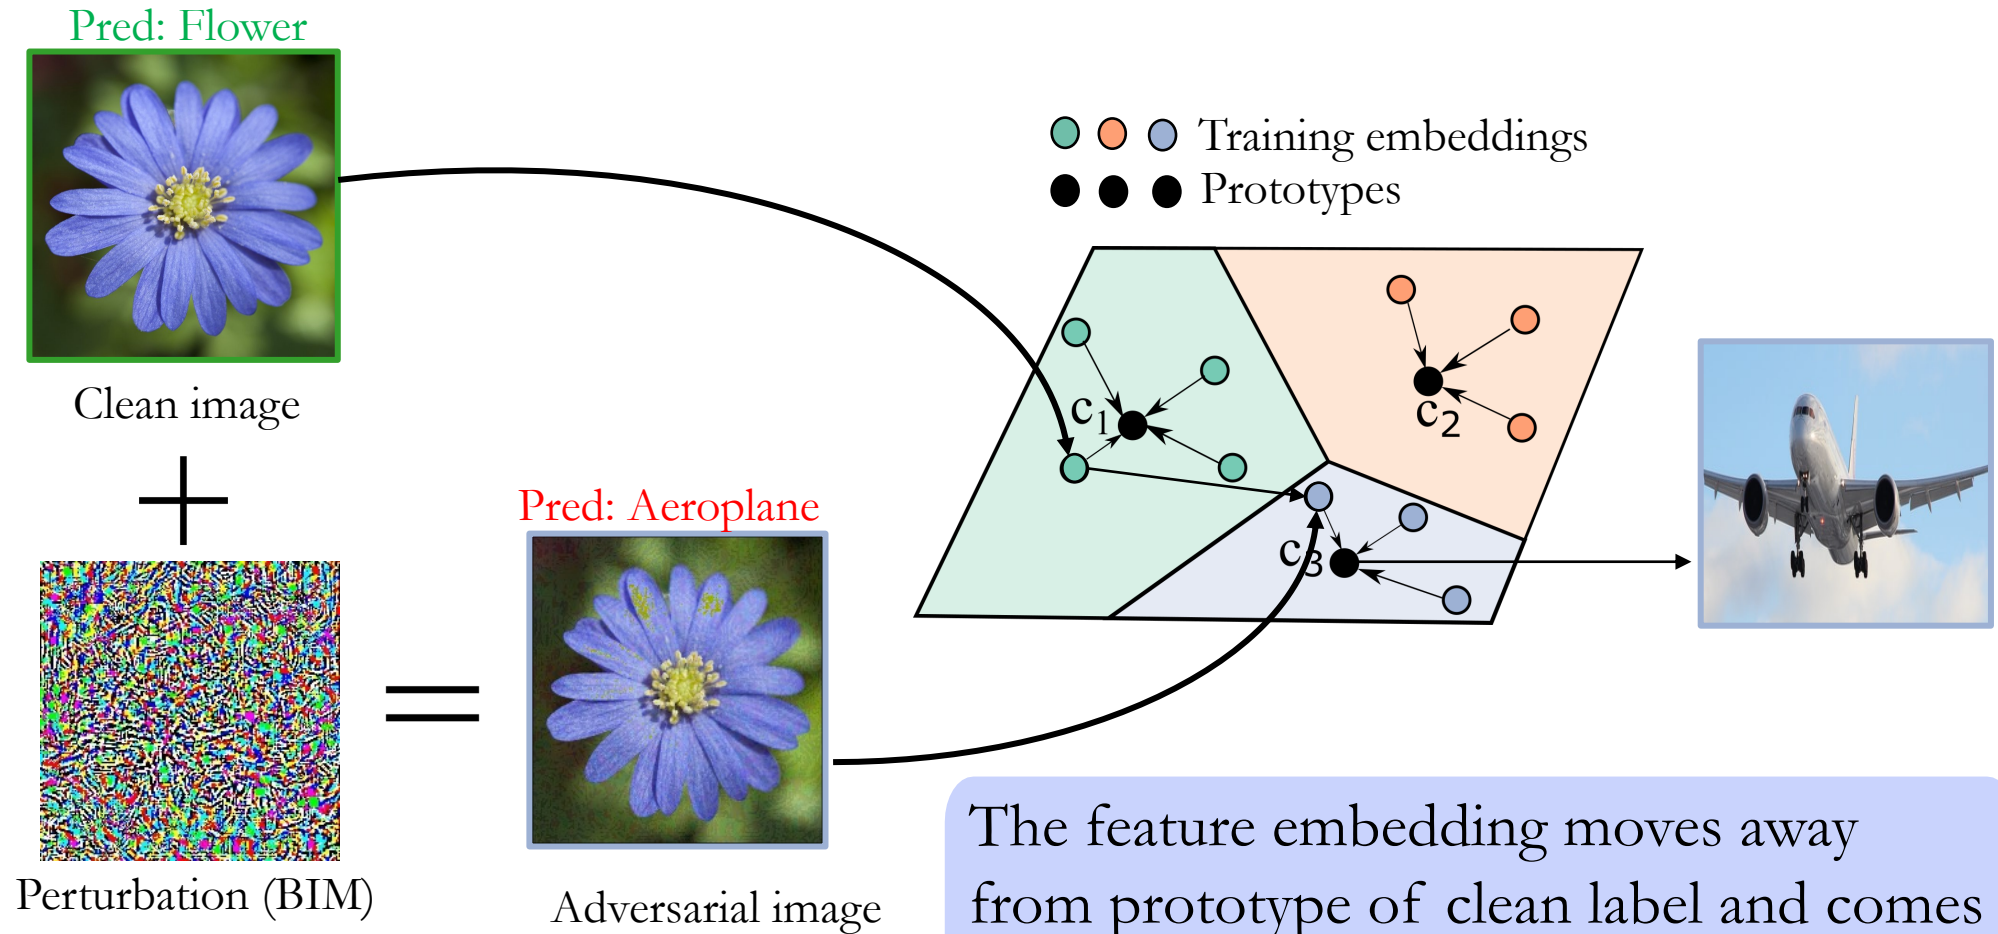 Pred: Flower
Clean image
Perturbation (BIM)
Pred: Aeroplane
Adversarial image
Training embeddings
Prototypes
c1
c2
c3
The feature embedding moves away
from prototype of clean label and comes